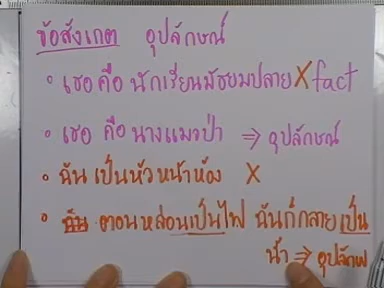 ข้อสังเกต อุปลักษณ์
• เธอ คือ นักเรียนมัธยมปลาย X fact
• เธอ คือ นางแมวป่า ⇒ อุปลักษณ์
• ฉัน เป็นหัวหน้าห้อง X
• ตอนหล่อนเป็นไฟ ฉันก็กลายเป็น
น้ำ ⇒ อุปลักษ